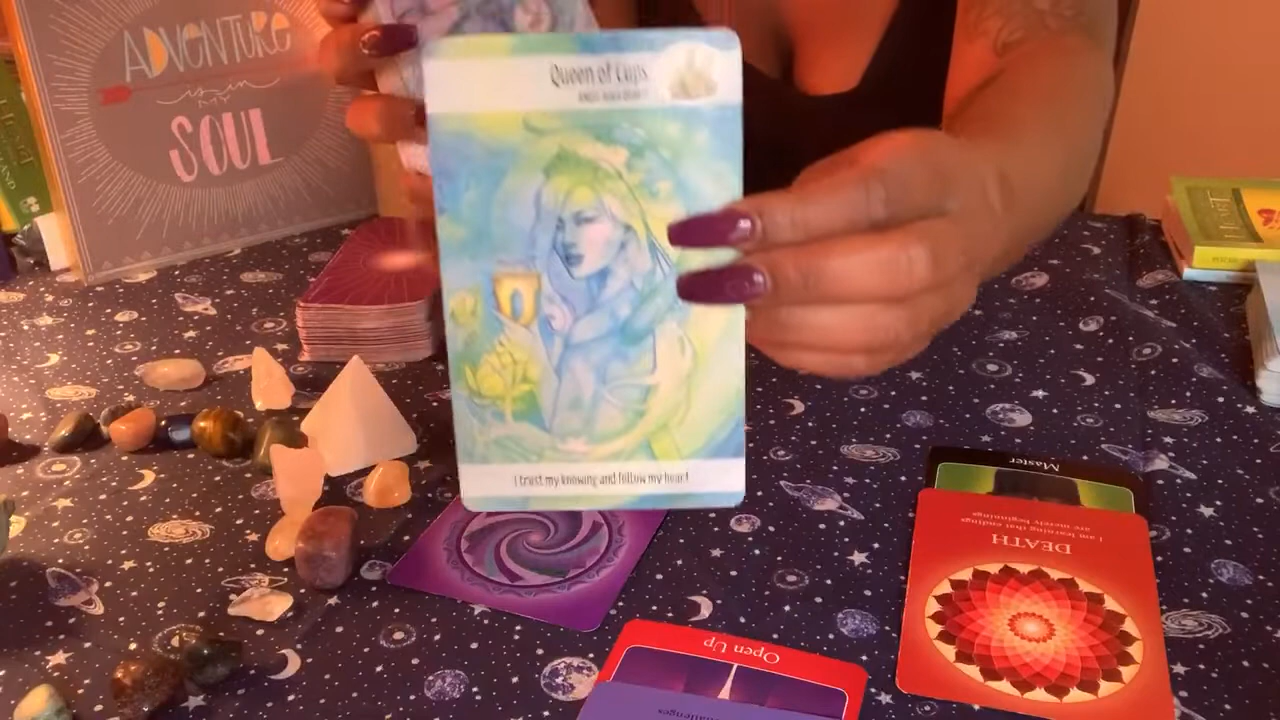 ADVENTURE
is in
MY
SOUL
Queen of Cups
I trust my knowing and follow my heart
Master
I am learning that endings
are merely beginnings
DEATH
Open Up